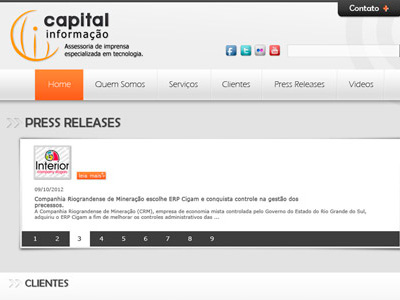 Contato +
capital
informação
Assessoria de imprensa
especializada em tecnologia.
Home Quem Somos Serviços Clientes Press Releases Videos
PRESS RELEASES
Interior
leia mais
09/10/2012
Companhia Riograndense de Mineração escolhe ERP Cigam e conquista controle na gestão dos
precessos.
A Companhia Riograndense de Mineração (CRM), empresa de economia mista controlada pelo Governo do Estado do Rio Grande do Sul,
adquiriu o ERP Cigam a fim de melhorar os controles administrativos das ...
1 2 3 4 5 6 7 8 9
CLIENTES